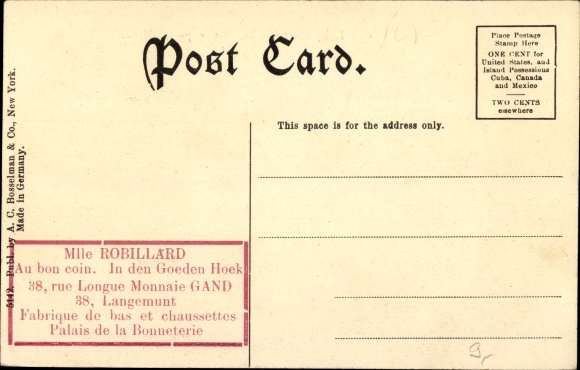 Post Card.
Place Postage
Stamp Here
ONE CENT for
United States, and
Island Possessions
Cuba, Canada
and Mexico
TWO CENTS
elsewhere
This space is for the address only.
5142. Publ. by A. C. Bosselman & Co., New York.
Made in Germany.
Mlle ROBILLARD
Au bon coin. In den Goeden Hoek
38, rue Longue Monnaie GAND
38, Langemunt
Fabrique de bas et chaussettes
Palais de la Bonneterie